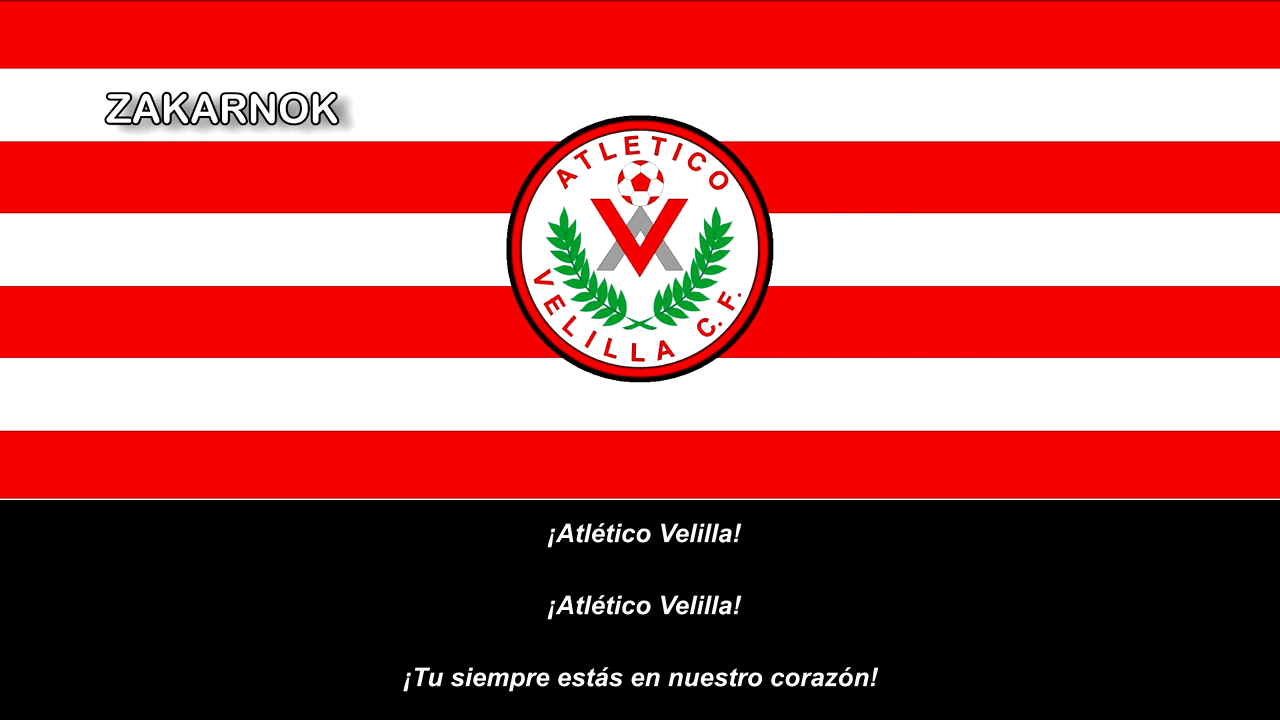 ZAKARNOK
ATLETICO
VELILLA C.F.
¡Atlético Velilla!
¡Atlético Velilla!
¡Tu siempre estás en nuestro corazón!